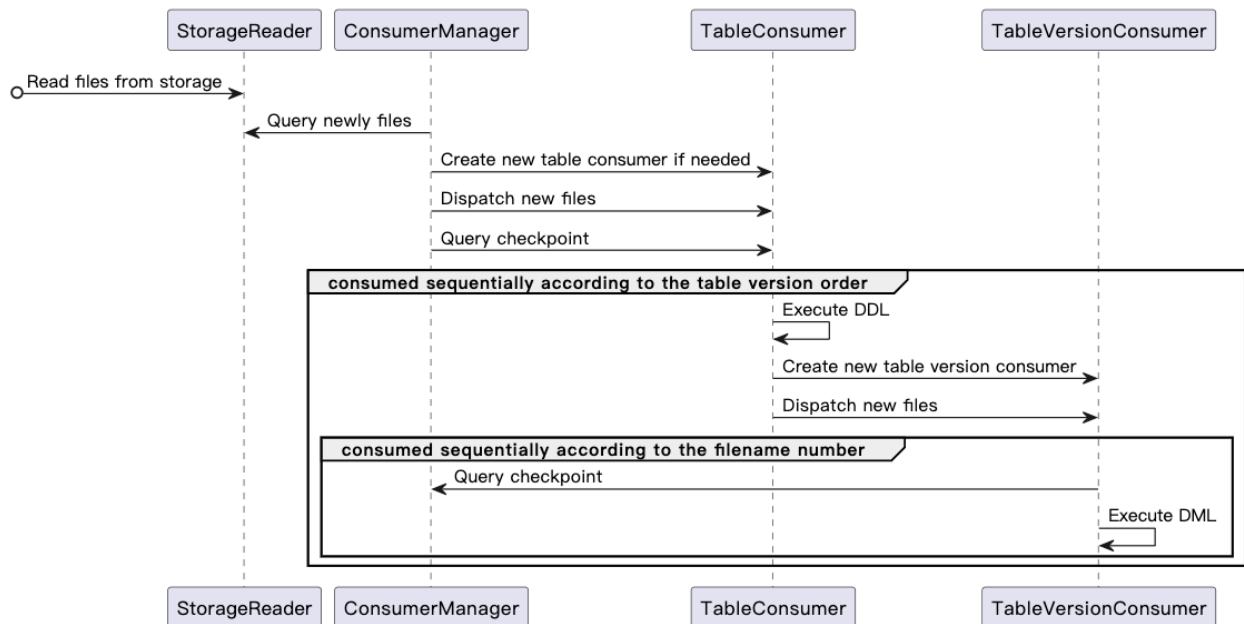 StorageReader
ConsumerManager
TableConsumer
TableVersionConsumer
Read files from storage
Query newly files
Create new table consumer if needed
Dispatch new files
Query checkpoint
consumed sequentially according to the table version order
Execute DDL
Create new table version consumer
Dispatch new files
consumed sequentially according to the filename number
Query checkpoint
Execute DML
StorageReader
ConsumerManager
TableConsumer
TableVersionConsumer